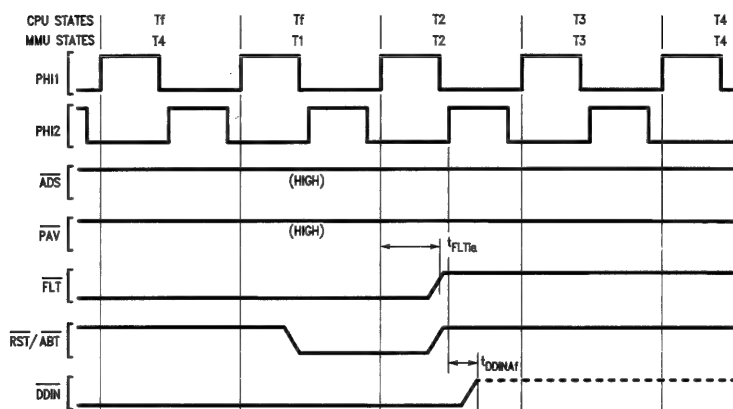 CPU STATES Tf Tf T2 T3 T4
MMU STATES T4 T1 T2 T3 T4
PHI1
PHI2
ADS (HIGH)
PAV (HIGH)
tFLTIa
FLT
RST/ABT
tDDINAf
DDIN